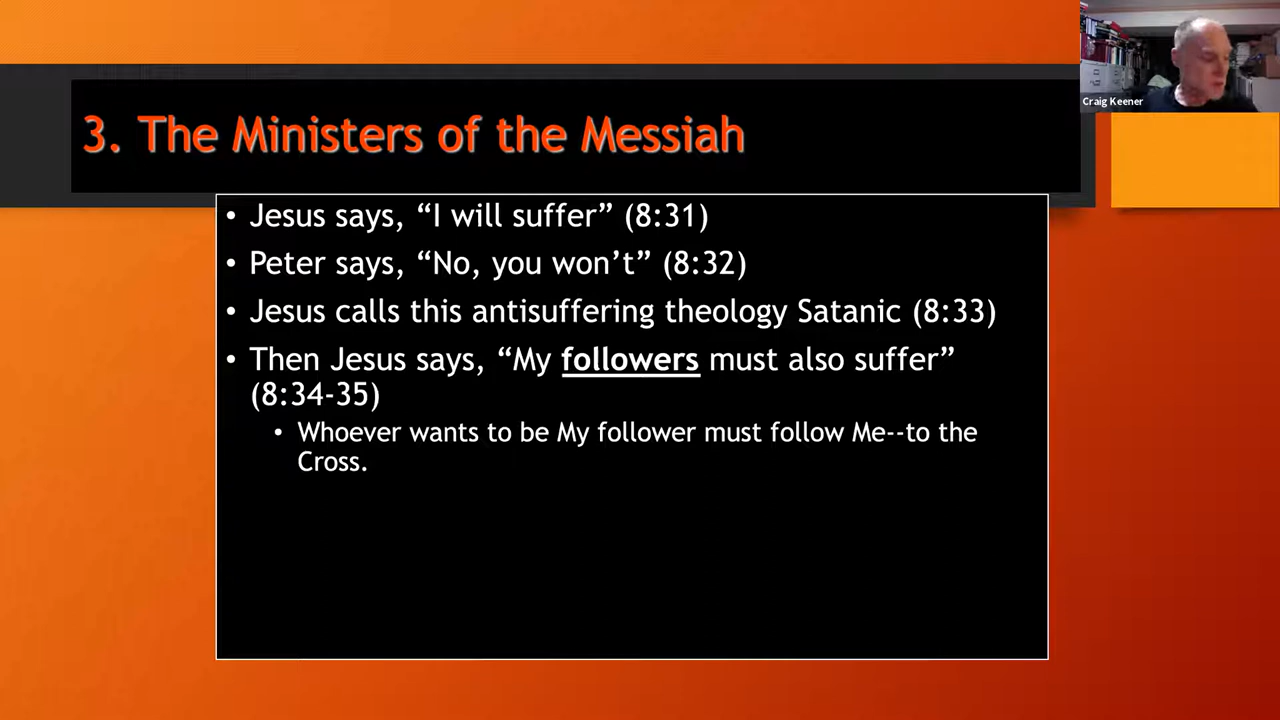 Craig Keener
3. The Ministers of the Messiah
• Jesus says, “I will suffer” (8:31)
• Peter says, “No, you won’t” (8:32)
• Jesus calls this antisuffering theology Satanic (8:33)
• Then Jesus says, “My followers must also suffer”
(8:34-35)
• Whoever wants to be My follower must follow Me--to the
Cross.